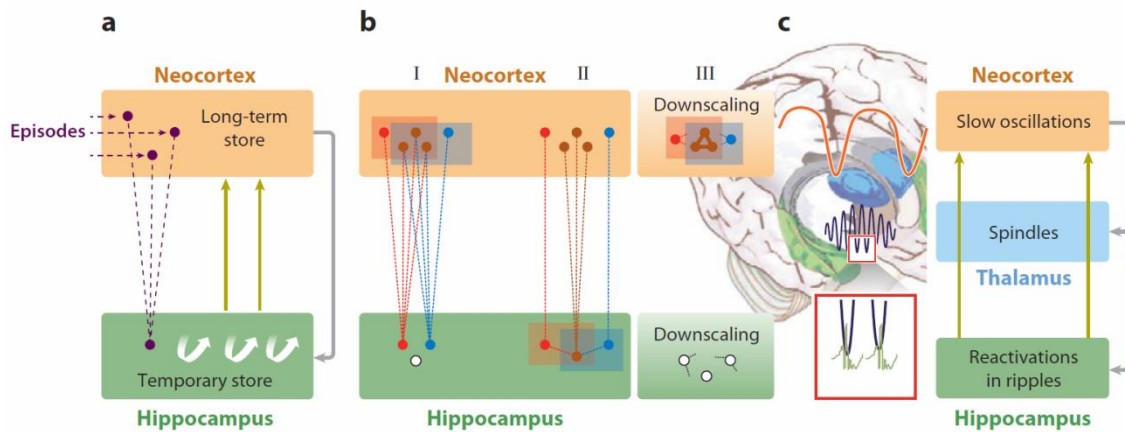 a
Neocortex
Episodes
Long-term
store
Temporary store
Hippocampus
b
I
Neocortex
II
III
Downscaling
Downscaling
Hippocampus
c
Neocortex
Slow oscillations
Spindles
Thalamus
Reactivations
in ripples
Hippocampus